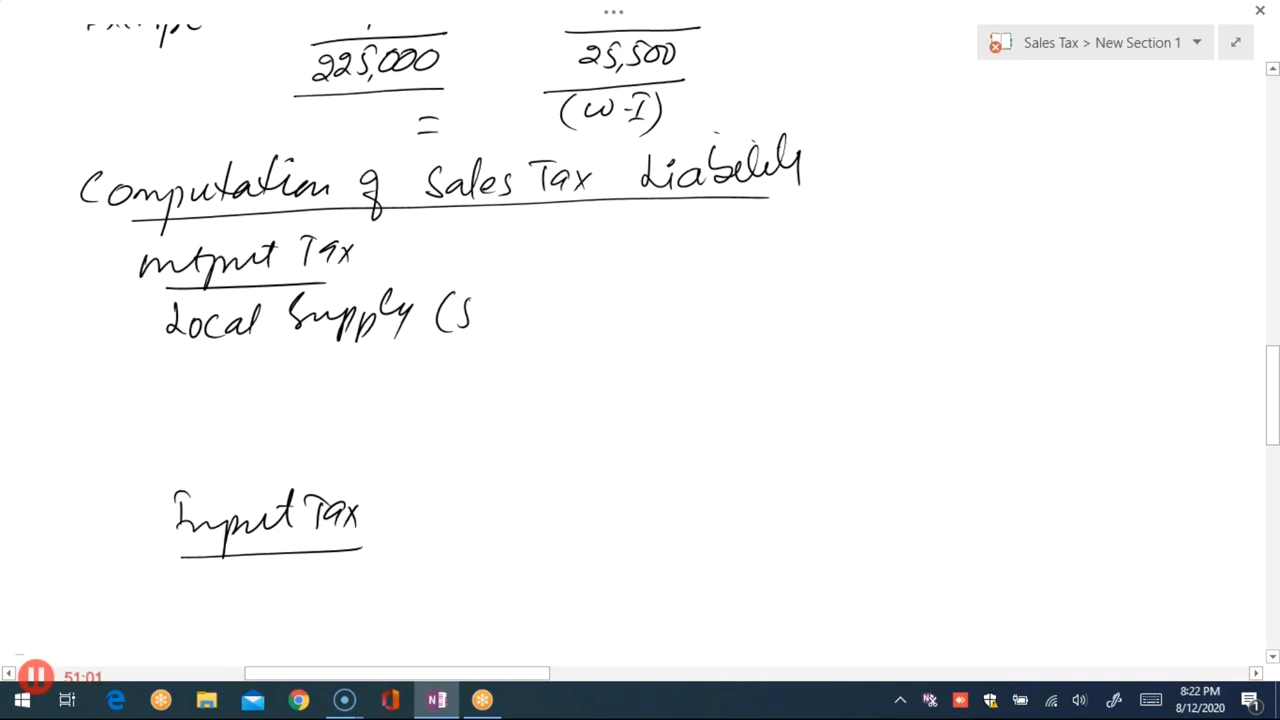 Sales Tax > New Section 1
225,000 25,500
= (W-I)
Computation of Sales Tax Liability
Output Tax
Local Supply (S
Input Tax
51:01
8:22 PM
8/12/2020